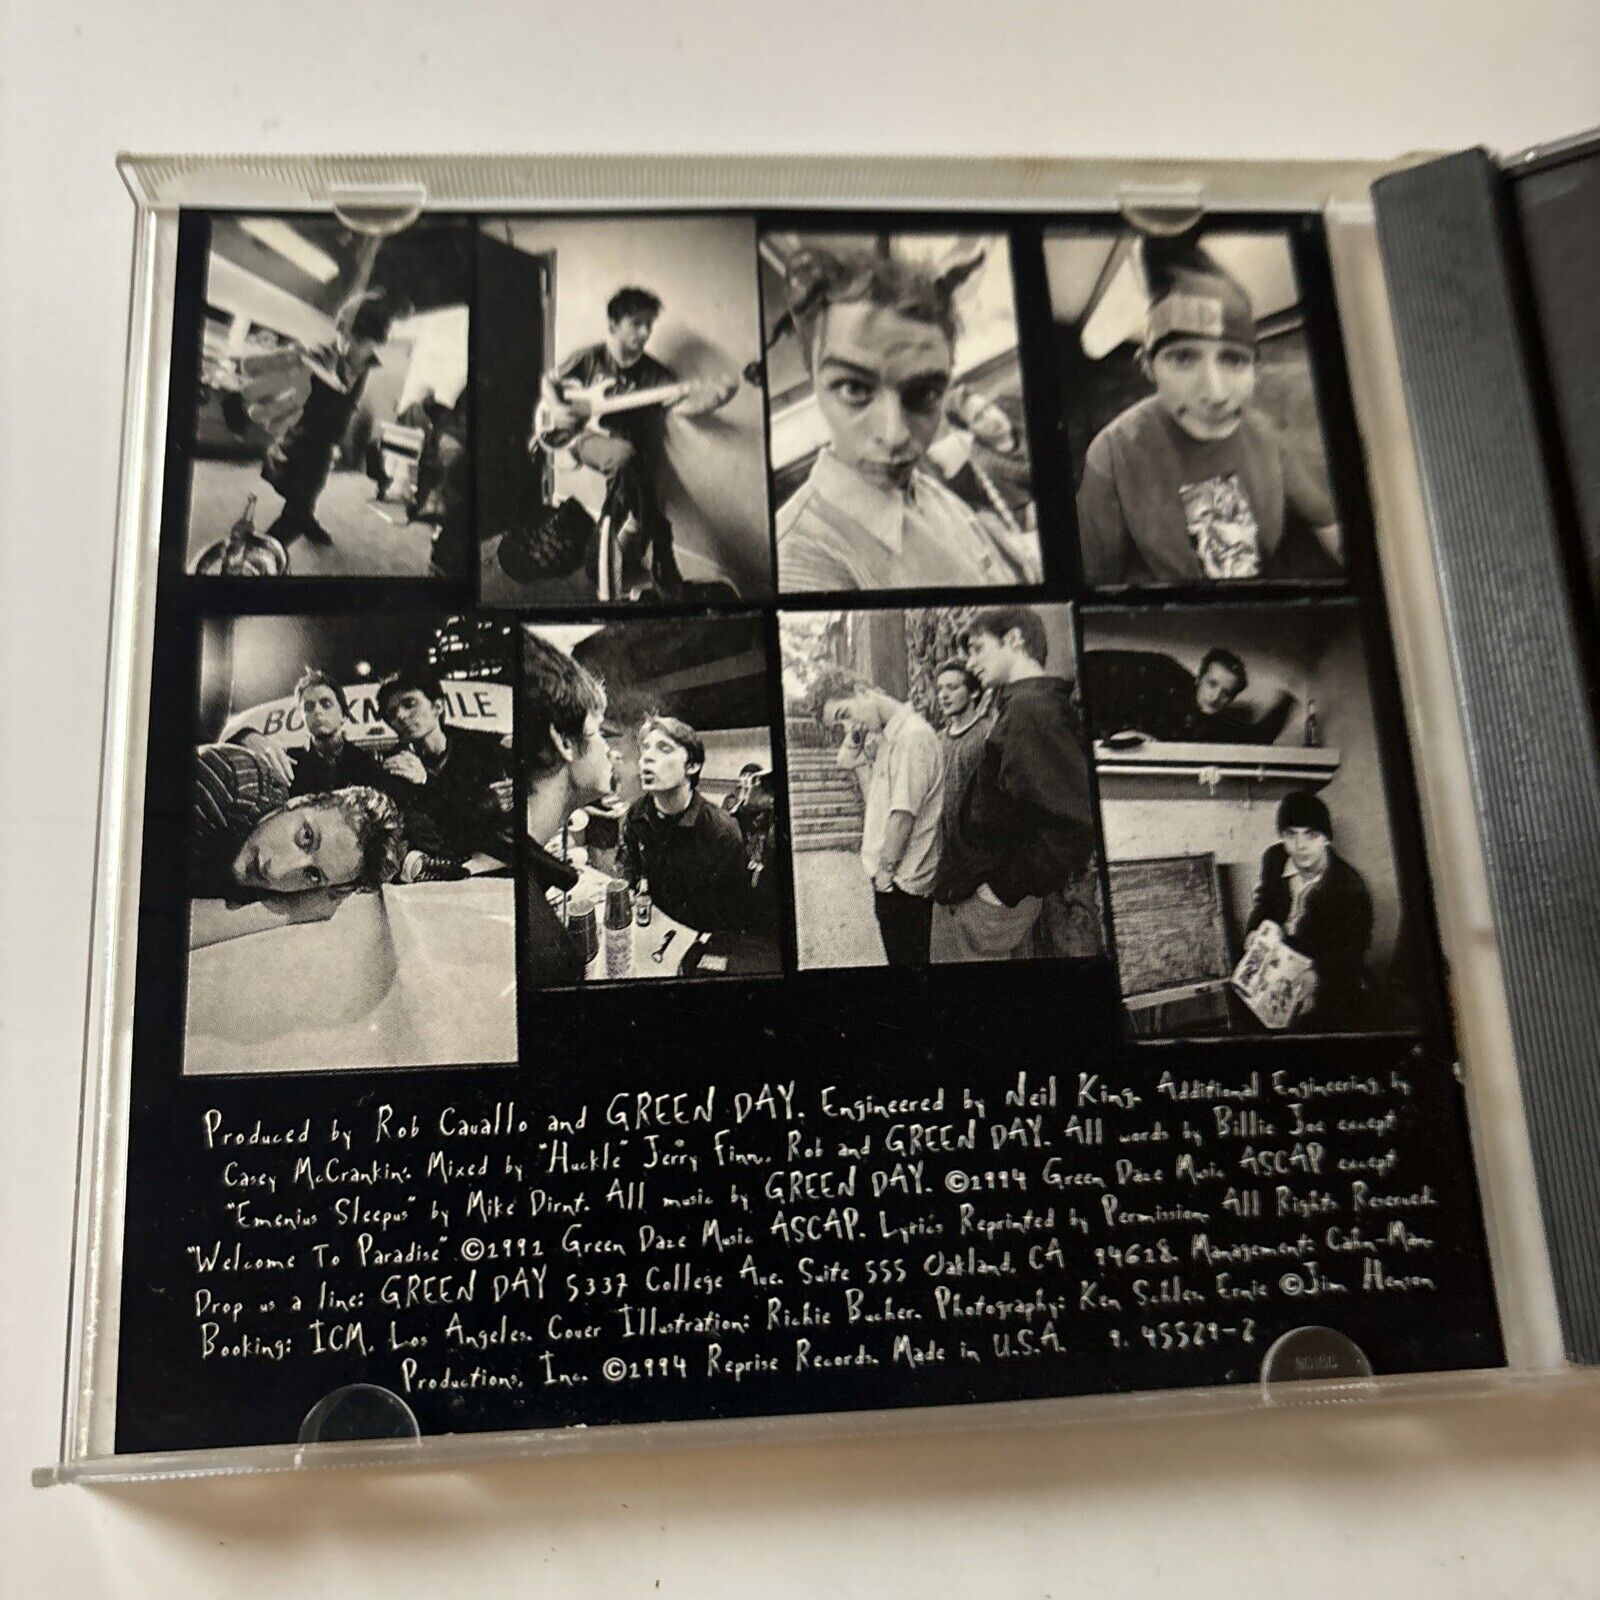 BOOKMOBILE
Produced by Rob Cavallo and GREEN DAY. Engineered by Neil King. Additional Engineering by
Casey McCrankin'. Mixed by "Huckle" Jerry Finn. Rob and GREEN DAY. All words by Billie Joe except
"Emenius Sleepus" by Mike Dirnt. All music by GREEN DAY. ©1994 Green Daze Music ASCAP except
"Welcome To Paradise" ©1992 Green Daze Music ASCAP. Lyrics Reprinted by Permission. All Rights Reserved.
Drop us a line: GREEN DAY 5337 College Ave. Suite 555 Oakland, CA 94618. Management: Cahn-Man
Booking: ICM, Los Angeles. Cover Illustration: Richie Bucher. Photography: Ken Schles Ernie ©Jim Henson
Productions, Inc. ©1994 Reprise Records. Made in U.S.A. 45529-2